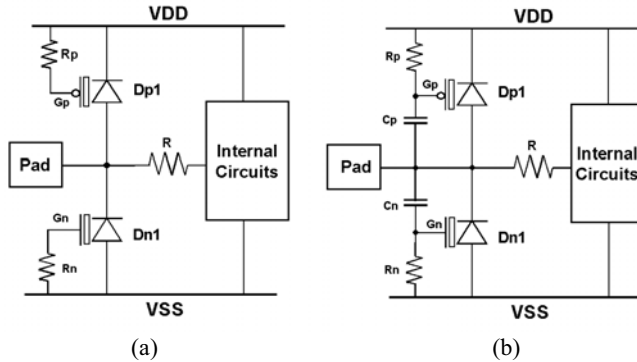 VDD
Rp
Gp
Dp1
R
Pad
Internal
Circuits
Gn
Dn1
Rn
VSS
(a)
VDD
Rp
Gp
Dp1
Cp
R
Pad
Internal
Circuits
Cn
Gn
Dn1
Rn
VSS
(b)